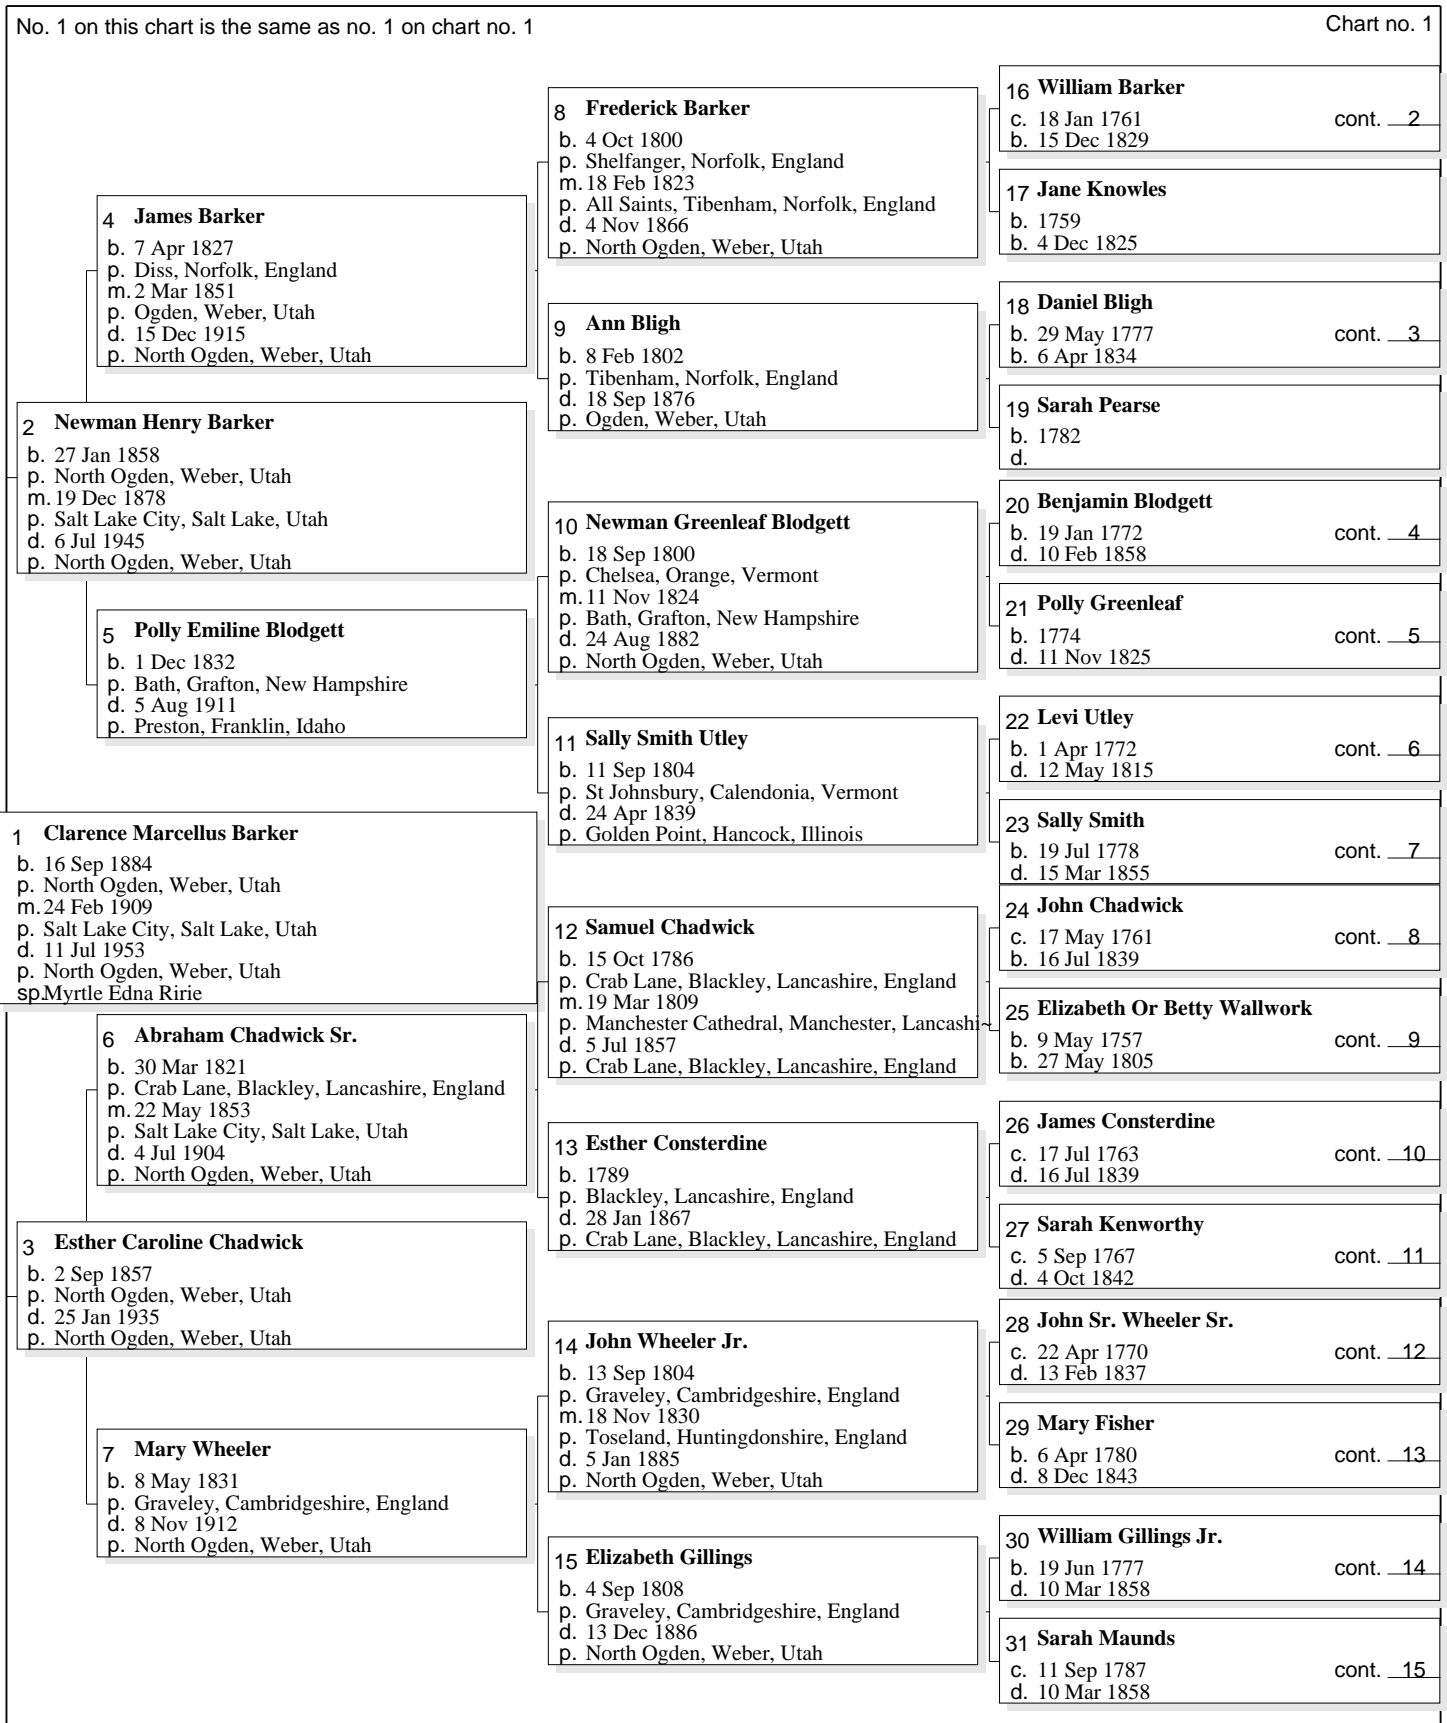 No. 1 on this chart is the same as no. 1 on chart no. 1
Chart no. 1
1 Clarence Marcellus Barker
b. 16 Sep 1884
p. North Ogden, Weber, Utah
m. 24 Feb 1909
p. Salt Lake City, Salt Lake, Utah
d. 11 Jul 1953
p. North Ogden, Weber, Utah
sp. Myrtle Edna Ririe
2 Newman Henry Barker
b. 27 Jan 1858
p. North Ogden, Weber, Utah
m. 19 Dec 1878
p. Salt Lake City, Salt Lake, Utah
d. 6 Jul 1945
p. North Ogden, Weber, Utah
3 Esther Caroline Chadwick
b. 2 Sep 1857
p. North Ogden, Weber, Utah
d. 25 Jan 1935
p. North Ogden, Weber, Utah
4 James Barker
b. 7 Apr 1827
p. Diss, Norfolk, England
m. 2 Mar 1851
p. Ogden, Weber, Utah
d. 15 Dec 1915
p. North Ogden, Weber, Utah
5 Polly Emiline Blodgett
b. 1 Dec 1832
p. Bath, Grafton, New Hampshire
d. 5 Aug 1911
p. Preston, Franklin, Idaho
6 Abraham Chadwick Sr.
b. 30 Mar 1821
p. Crab Lane, Blackley, Lancashire, England
m. 22 May 1853
p. Salt Lake City, Salt Lake, Utah
d. 4 Jul 1904
p. North Ogden, Weber, Utah
7 Mary Wheeler
b. 8 May 1831
p. Graveley, Cambridgeshire, England
d. 8 Nov 1912
p. North Ogden, Weber, Utah
8 Frederick Barker
b. 4 Oct 1800
p. Shelfanger, Norfolk, England
m. 18 Feb 1823
p. All Saints, Tibenham, Norfolk, England
d. 4 Nov 1866
p. North Ogden, Weber, Utah
9 Ann Bligh
b. 8 Feb 1802
p. Tibenham, Norfolk, England
d. 18 Sep 1876
p. Ogden, Weber, Utah
10 Newman Greenleaf Blodgett
b. 18 Sep 1800
p. Chelsea, Orange, Vermont
m. 11 Nov 1824
p. Bath, Grafton, New Hampshire
d. 24 Aug 1882
p. North Ogden, Weber, Utah
11 Sally Smith Utley
b. 11 Sep 1804
p. St Johnsbury, Calendonia, Vermont
d. 24 Apr 1839
p. Golden Point, Hancock, Illinois
12 Samuel Chadwick
b. 15 Oct 1786
p. Crab Lane, Blackley, Lancashire, England
m. 19 Mar 1809
p. Manchester Cathedral, Manchester, Lancashi~
d. 5 Jul 1857
p. Crab Lane, Blackley, Lancashire, England
13 Esther Consterdine
b. 1789
p. Blackley, Lancashire, England
d. 28 Jan 1867
p. Crab Lane, Blackley, Lancashire, England
14 John Wheeler Jr.
b. 13 Sep 1804
p. Graveley, Cambridgeshire, England
m. 18 Nov 1830
p. Toseland, Huntingdonshire, England
d. 5 Jan 1885
p. North Ogden, Weber, Utah
15 Elizabeth Gillings
b. 4 Sep 1808
p. Graveley, Cambridgeshire, England
d. 13 Dec 1886
p. North Ogden, Weber, Utah
16 William Barker
c. 18 Jan 1761 cont. 2
b. 15 Dec 1829
17 Jane Knowles
b. 1759
b. 4 Dec 1825
18 Daniel Bligh
b. 29 May 1777 cont. 3
b. 6 Apr 1834
19 Sarah Pearse
b. 1782
d.
20 Benjamin Blodgett
b. 19 Jan 1772 cont. 4
d. 10 Feb 1858
21 Polly Greenleaf
b. 1774 cont. 5
d. 11 Nov 1825
22 Levi Utley
b. 1 Apr 1772 cont. 6
d. 12 May 1815
23 Sally Smith
b. 19 Jul 1778 cont. 7
d. 15 Mar 1855
24 John Chadwick
c. 17 May 1761 cont. 8
b. 16 Jul 1839
25 Elizabeth Or Betty Wallwork
b. 9 May 1757 cont. 9
b. 27 May 1805
26 James Consterdine
c. 17 Jul 1763 cont. 10
d. 16 Jul 1839
27 Sarah Kenworthy
c. 5 Sep 1767 cont. 11
d. 4 Oct 1842
28 John Sr. Wheeler Sr.
c. 22 Apr 1770 cont. 12
d. 13 Feb 1837
29 Mary Fisher
b. 6 Apr 1780 cont. 13
d. 8 Dec 1843
30 William Gillings Jr.
b. 19 Jun 1777 cont. 14
d. 10 Mar 1858
31 Sarah Maunds
c. 11 Sep 1787 cont. 15
d. 10 Mar 1858